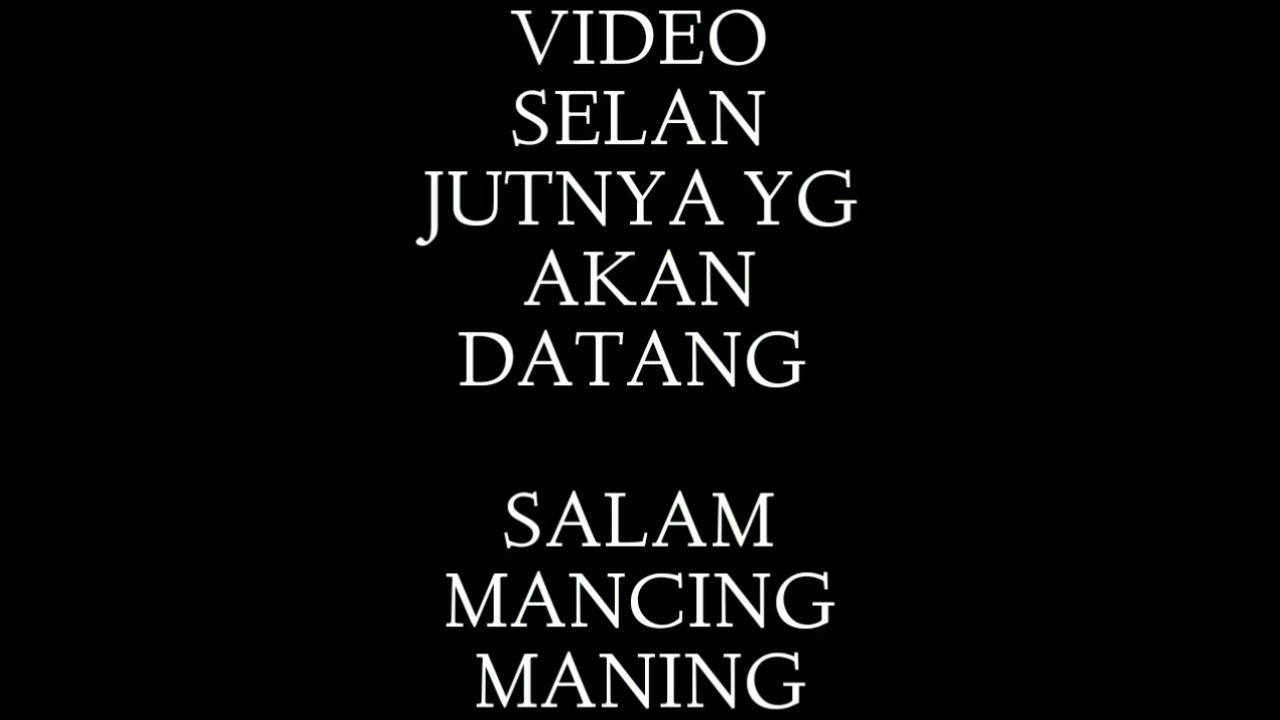 VIDEO
SELAN
JUTNYA YG
AKAN
DATANG
SALAM
MANCING
MANING